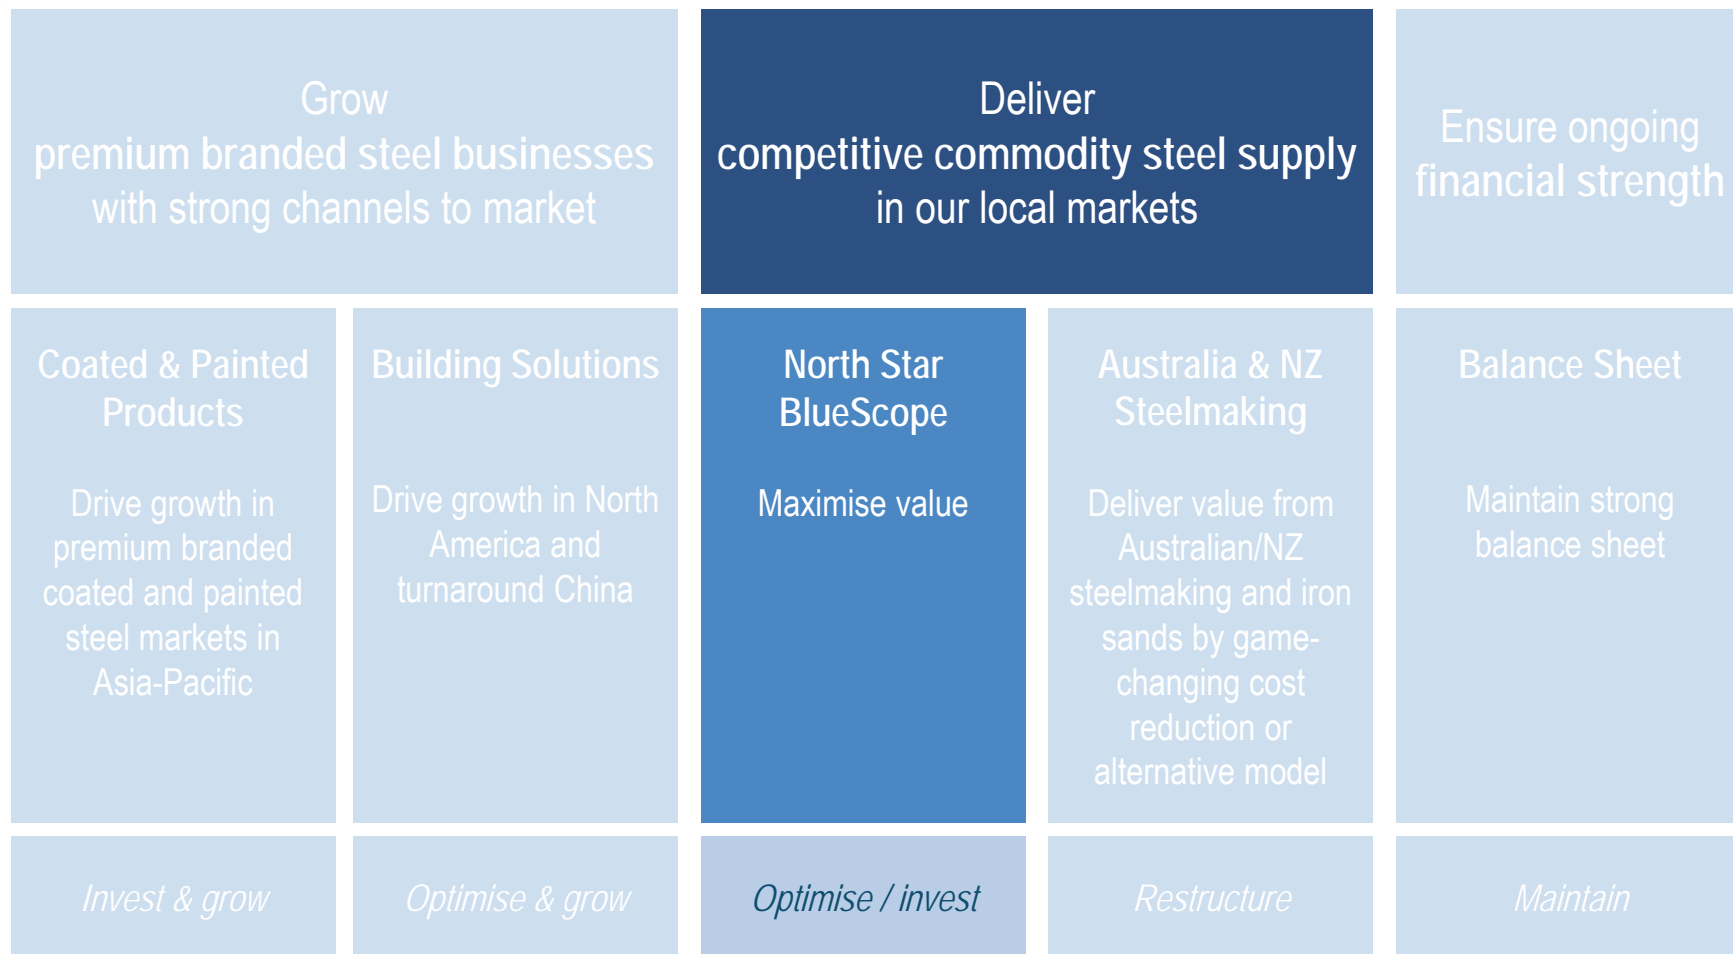 Grow
premium branded steel businesses
with strong channels to market
Deliver
competitive commodity steel supply
in our local markets
Ensure ongoing
financial strength
Coated & Painted
Products
Drive growth in
premium branded
coated and painted
steel markets in
Asia-Pacific
Building Solutions
Drive growth in North
America and
turnaround China
North Star
BlueScope
Maximise value
Australia & NZ
Steelmaking
Deliver value from
Australian/NZ
steelmaking and iron
sands by game-
changing cost
reduction or
alternative model
Balance Sheet
Maintain strong
balance sheet
Invest & grow
Optimise & grow
Optimise / invest
Restructure
Maintain